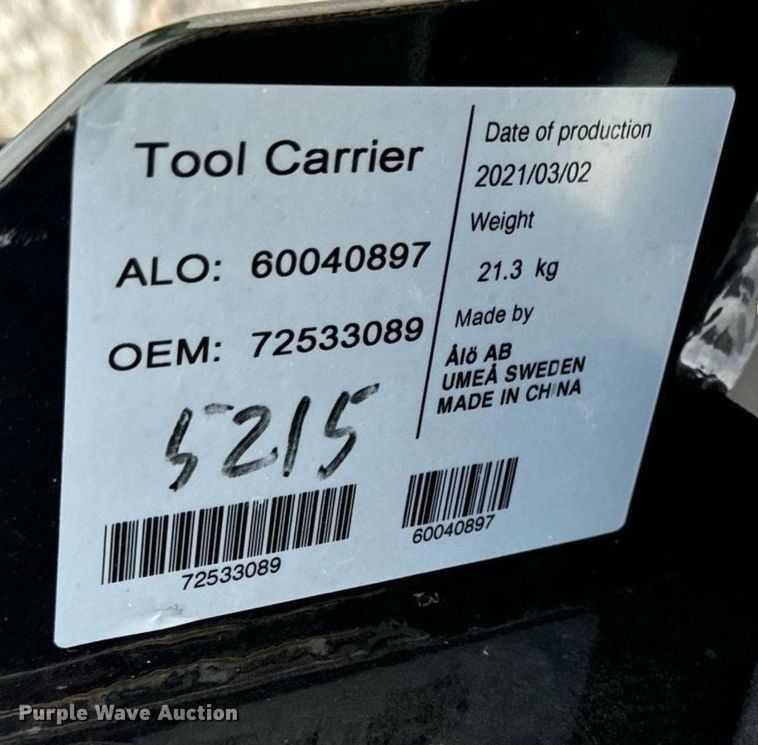 Tool Carrier
ALO: 60040897
OEM: 72533089
5215
72533089
60040897
Date of production
2021/03/02
Weight
21.3 kg
Made by
Ålö AB
UMEÅ SWEDEN
MADE IN CHINA
Purple Wave Auction